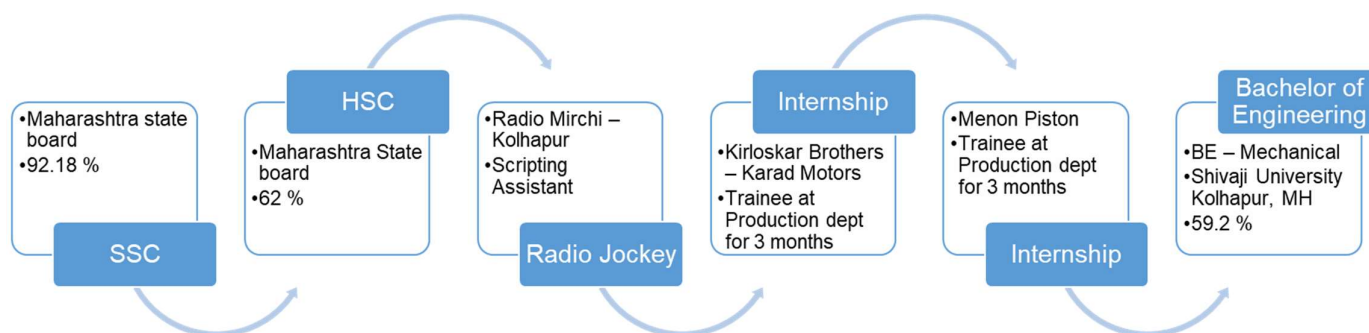 •Maharashtra state
board
•92.18 %
SSC
HSC
•Maharashtra State
board
•62 %
•Radio Mirchi –
Kolhapur
•Scripting
Assistant
Radio Jockey
Internship
•Kirloskar Brothers
– Karad Motors
•Trainee at
Production dept
for 3 months
•Menon Piston
•Trainee at
Production dept
for 3 months
Internship
Bachelor of
Engineering
•BE – Mechanical
•Shivaji University
Kolhapur, MH
•59.2 %